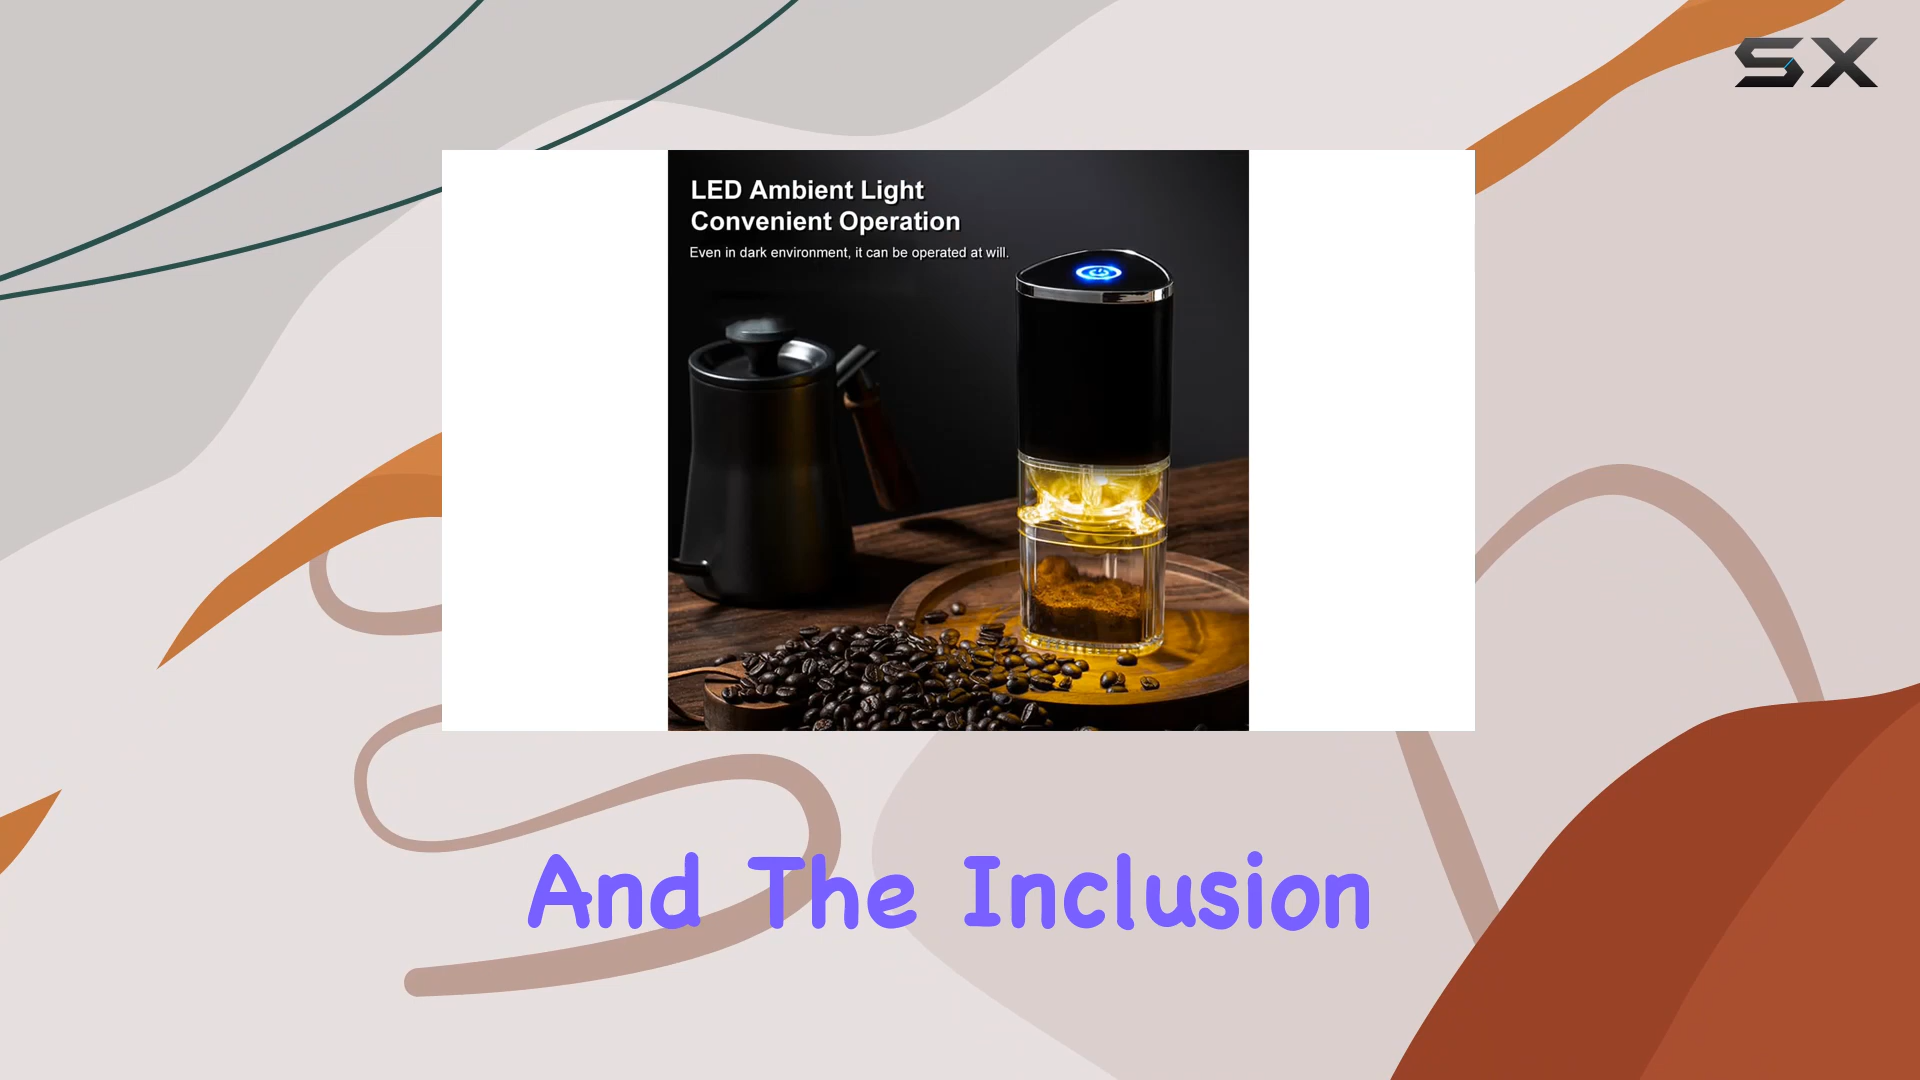 SX
LED Ambient Light
Convenient Operation
Even in dark environment, it can be operated at will.
And The Inclusion